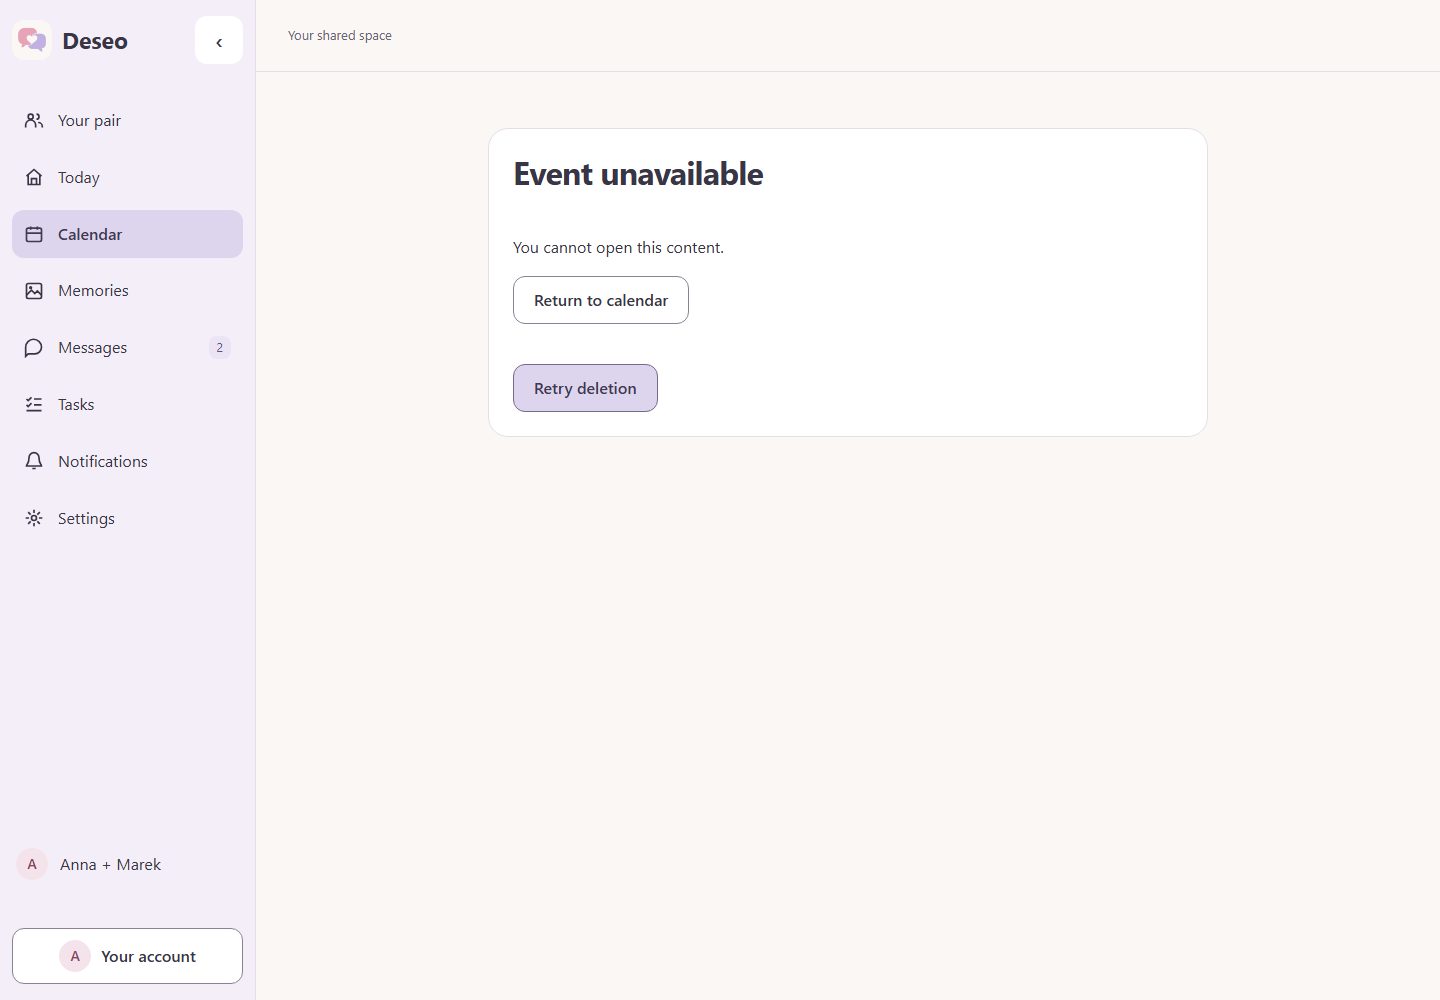 Deseo
‹
Your pair
Today
Calendar
Memories
Messages 2
Tasks
Notifications
Settings
A Anna + Marek
A Your account
Your shared space
Event unavailable
You cannot open this content.
Return to calendar
Retry deletion